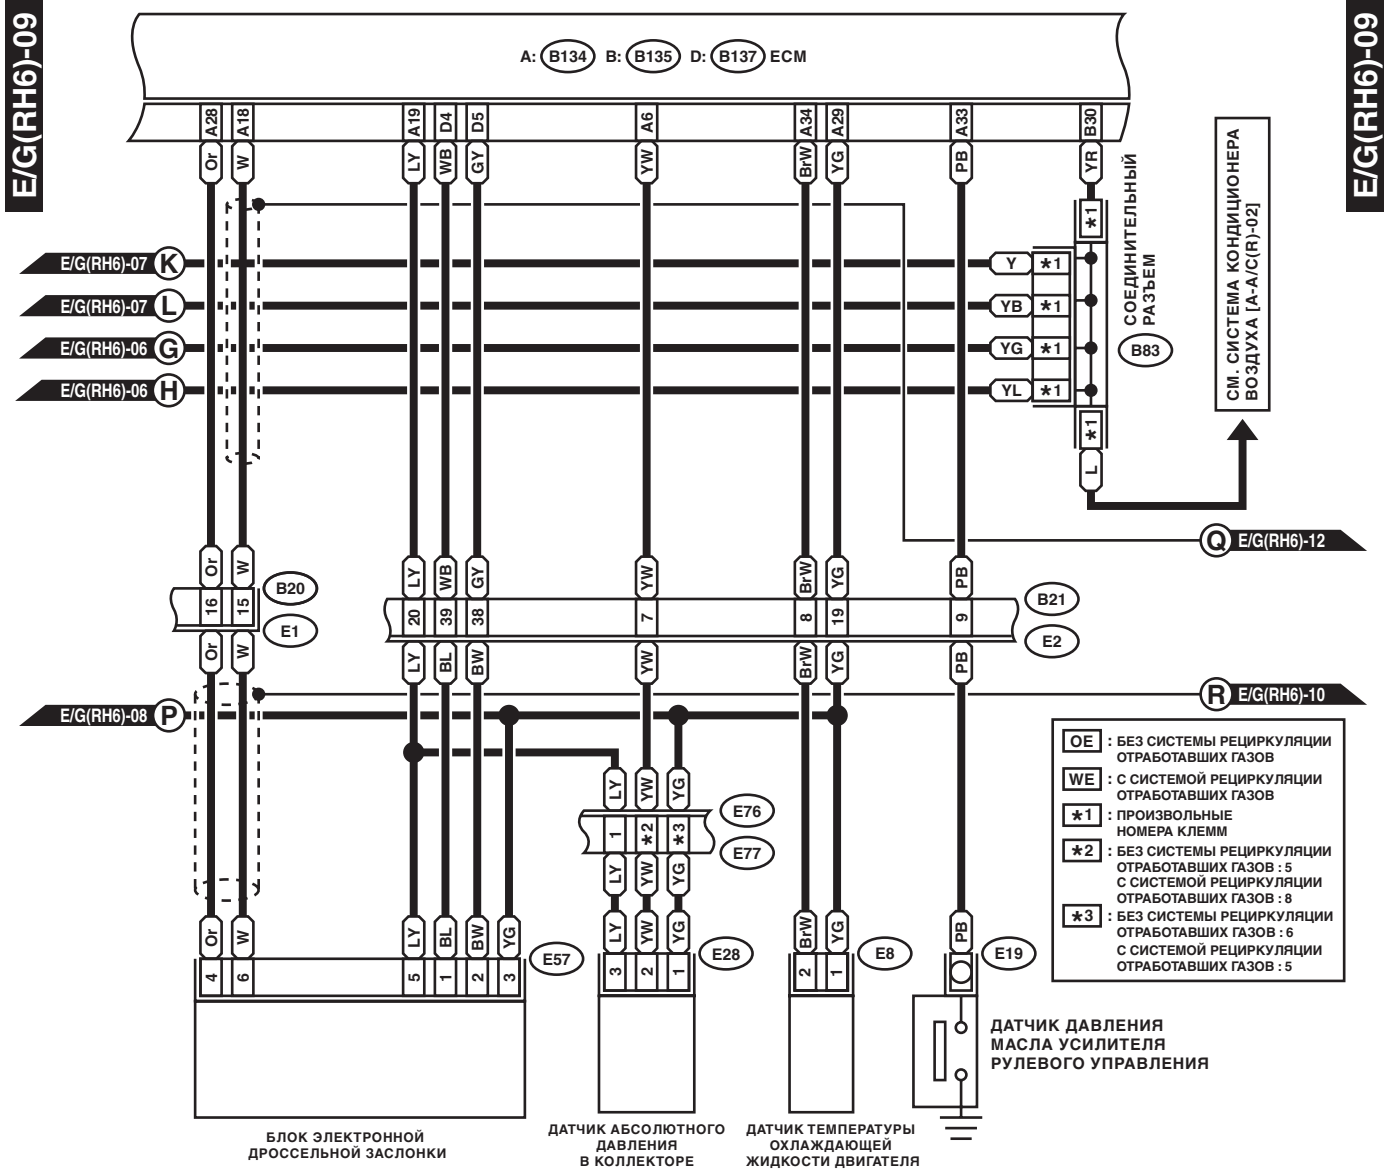 E/G(RH6)-09
E/G(RH6)-09
A: B134 B: B135 D: B137 ECM
A28 A18 A19 D4 D5 A6 A34 A29 A33 B30
Or W LY WB GY YW BrW YG PB YR
*1
СОЕДИНИТЕЛЬНЫЙ
РАЗЪЕМ
B83
СМ. СИСТЕМА КОНДИЦИОНЕРА
ВОЗДУХА [A-A/C(R)-02]
E/G(RH6)-07 K Y *1
E/G(RH6)-07 L YB *1
E/G(RH6)-06 G YG *1
E/G(RH6)-06 H YL *1
*1
L
Q E/G(RH6)-12
Or W LY WB GY YW BrW YG PB
16 15 B20 20 39 38 7 8 19 9 B21
E1 E2
Or W LY BL BW YW BrW YG PB
R E/G(RH6)-10
E/G(RH6)-08 P
LY YW YG
1 *2 *3 E76
E77
LY YW YG
Or W LY BL BW YG LY YW YG BrW YG PB
4 6 5 1 2 3 E57 3 2 1 E28 2 1 E8 E19
OE : БЕЗ СИСТЕМЫ РЕЦИРКУЛЯЦИИ
ОТРАБОТАВШИХ ГАЗОВ
WE : С СИСТЕМОЙ РЕЦИРКУЛЯЦИИ
ОТРАБОТАВШИХ ГАЗОВ
*1 : ПРОИЗВОЛЬНЫЕ
НОМЕРА КЛЕММ
*2 : БЕЗ СИСТЕМЫ РЕЦИРКУЛЯЦИИ
ОТРАБОТАВШИХ ГАЗОВ : 5
С СИСТЕМОЙ РЕЦИРКУЛЯЦИИ
ОТРАБОТАВШИХ ГАЗОВ : 8
*3 : БЕЗ СИСТЕМЫ РЕЦИРКУЛЯЦИИ
ОТРАБОТАВШИХ ГАЗОВ : 6
С СИСТЕМОЙ РЕЦИРКУЛЯЦИИ
ОТРАБОТАВШИХ ГАЗОВ : 5
ДАТЧИК ДАВЛЕНИЯ
МАСЛА УСИЛИТЕЛЯ
РУЛЕВОГО УПРАВЛЕНИЯ
БЛОК ЭЛЕКТРОННОЙ
ДРОССЕЛЬНОЙ ЗАСЛОНКИ
ДАТЧИК АБСОЛЮТНОГО
ДАВЛЕНИЯ
В КОЛЛЕКТОРЕ
ДАТЧИК ТЕМПЕРАТУРЫ
ОХЛАЖДАЮЩЕЙ
ЖИДКОСТИ ДВИГАТЕЛЯ